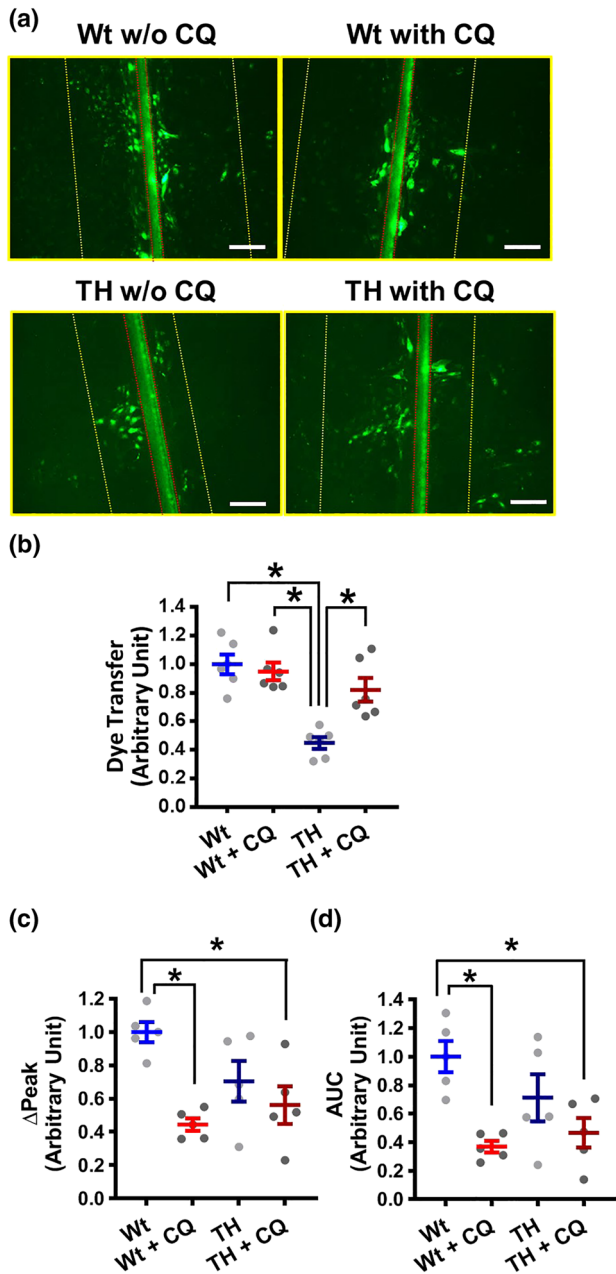 (a)
Wt w/o CQ Wt with CQ
TH w/o CQ TH with CQ
(b)
* * *
Dye Transfer
(Arbitrary Unit)
1.4
1.2
1.0
0.8
0.6
0.4
0.2
0.0
Wt
Wt + CQ
TH
TH + CQ
(c)
*
*
ΔPeak
(Arbitrary Unit)
1.2
1.0
0.8
0.6
0.4
0.2
0.0
Wt
Wt + CQ
TH
TH + CQ
(d)
*
*
AUC
(Arbitrary Unit)
1.4
1.2
1.0
0.8
0.6
0.4
0.2
0.0
Wt
Wt + CQ
TH
TH + CQ